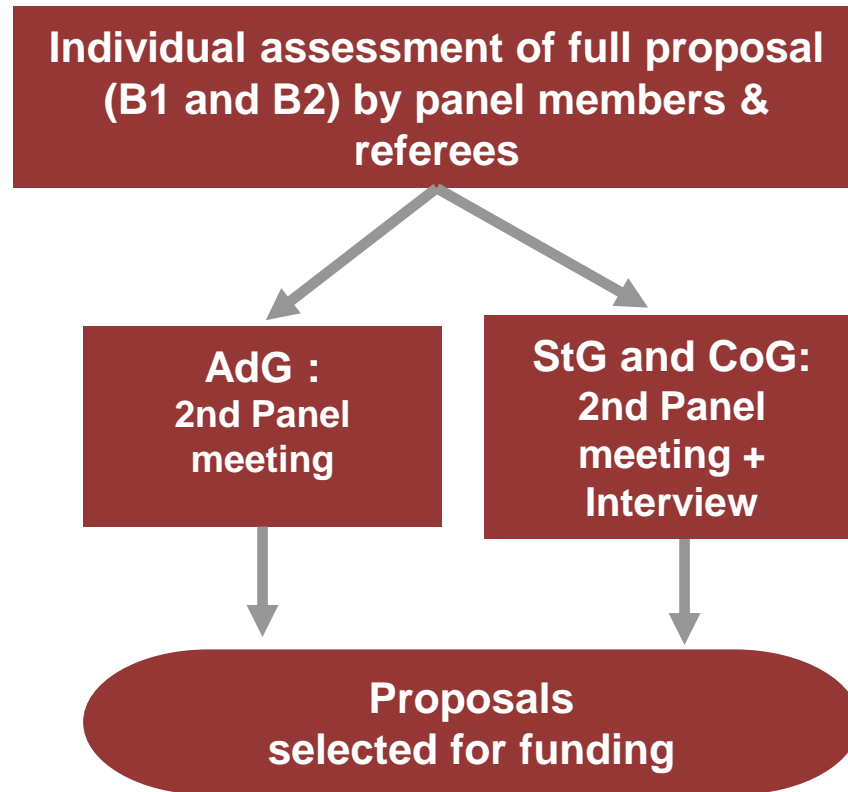 Individual assessment of full proposal
(B1 and B2) by panel members &
referees
AdG :
2nd Panel
meeting
StG and CoG:
2nd Panel
meeting +
Interview
Proposals
selected for funding